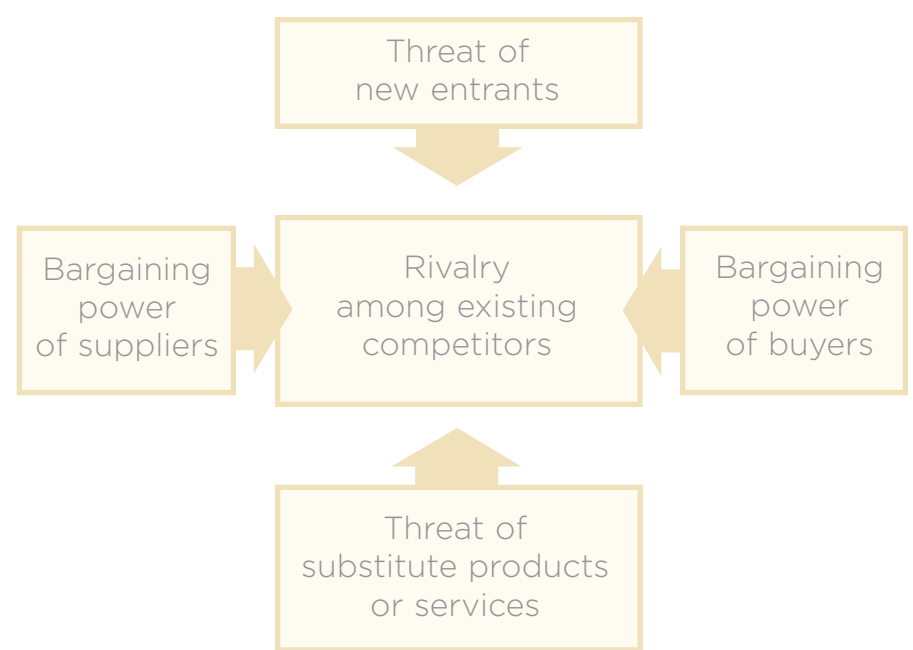 Threat of
new entrants
Bargaining
power
of suppliers
Rivalry
among existing
competitors
Bargaining
power
of buyers
Threat of
substitute products
or services